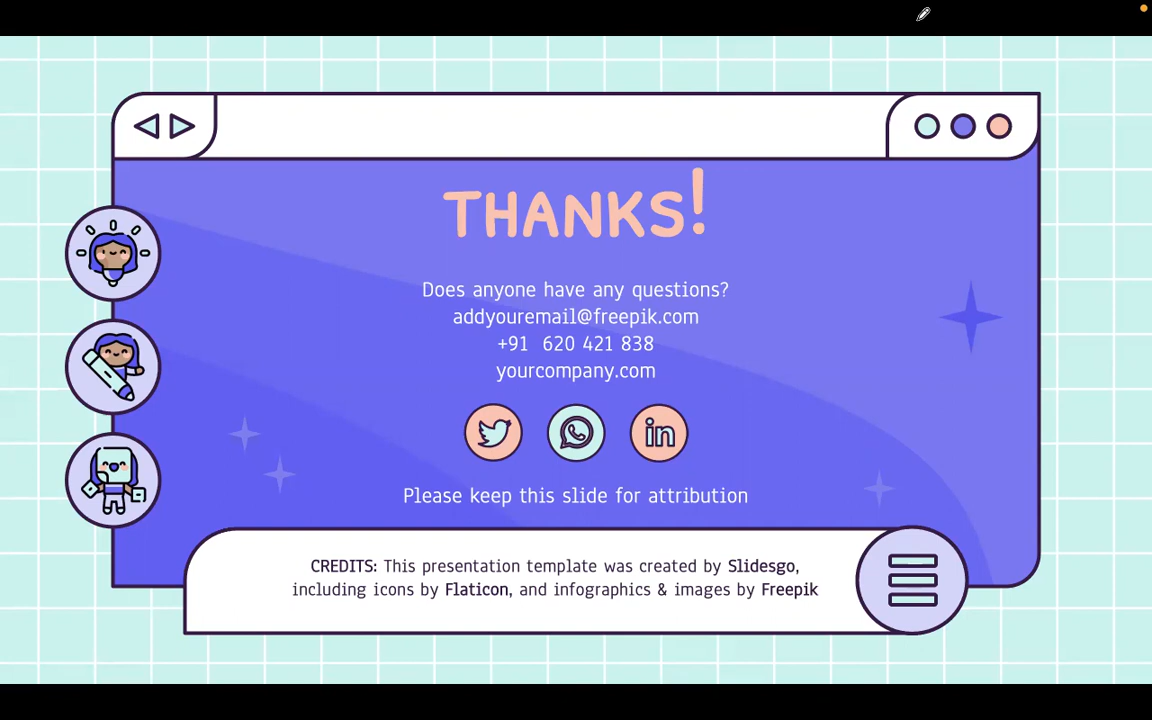 THANKS!
Does anyone have any questions?
addyouremail@freepik.com
+91 620 421 838
yourcompany.com
in
Please keep this slide for attribution
CREDITS: This presentation template was created by Slidesgo,
including icons by Flaticon, and infographics & images by Freepik